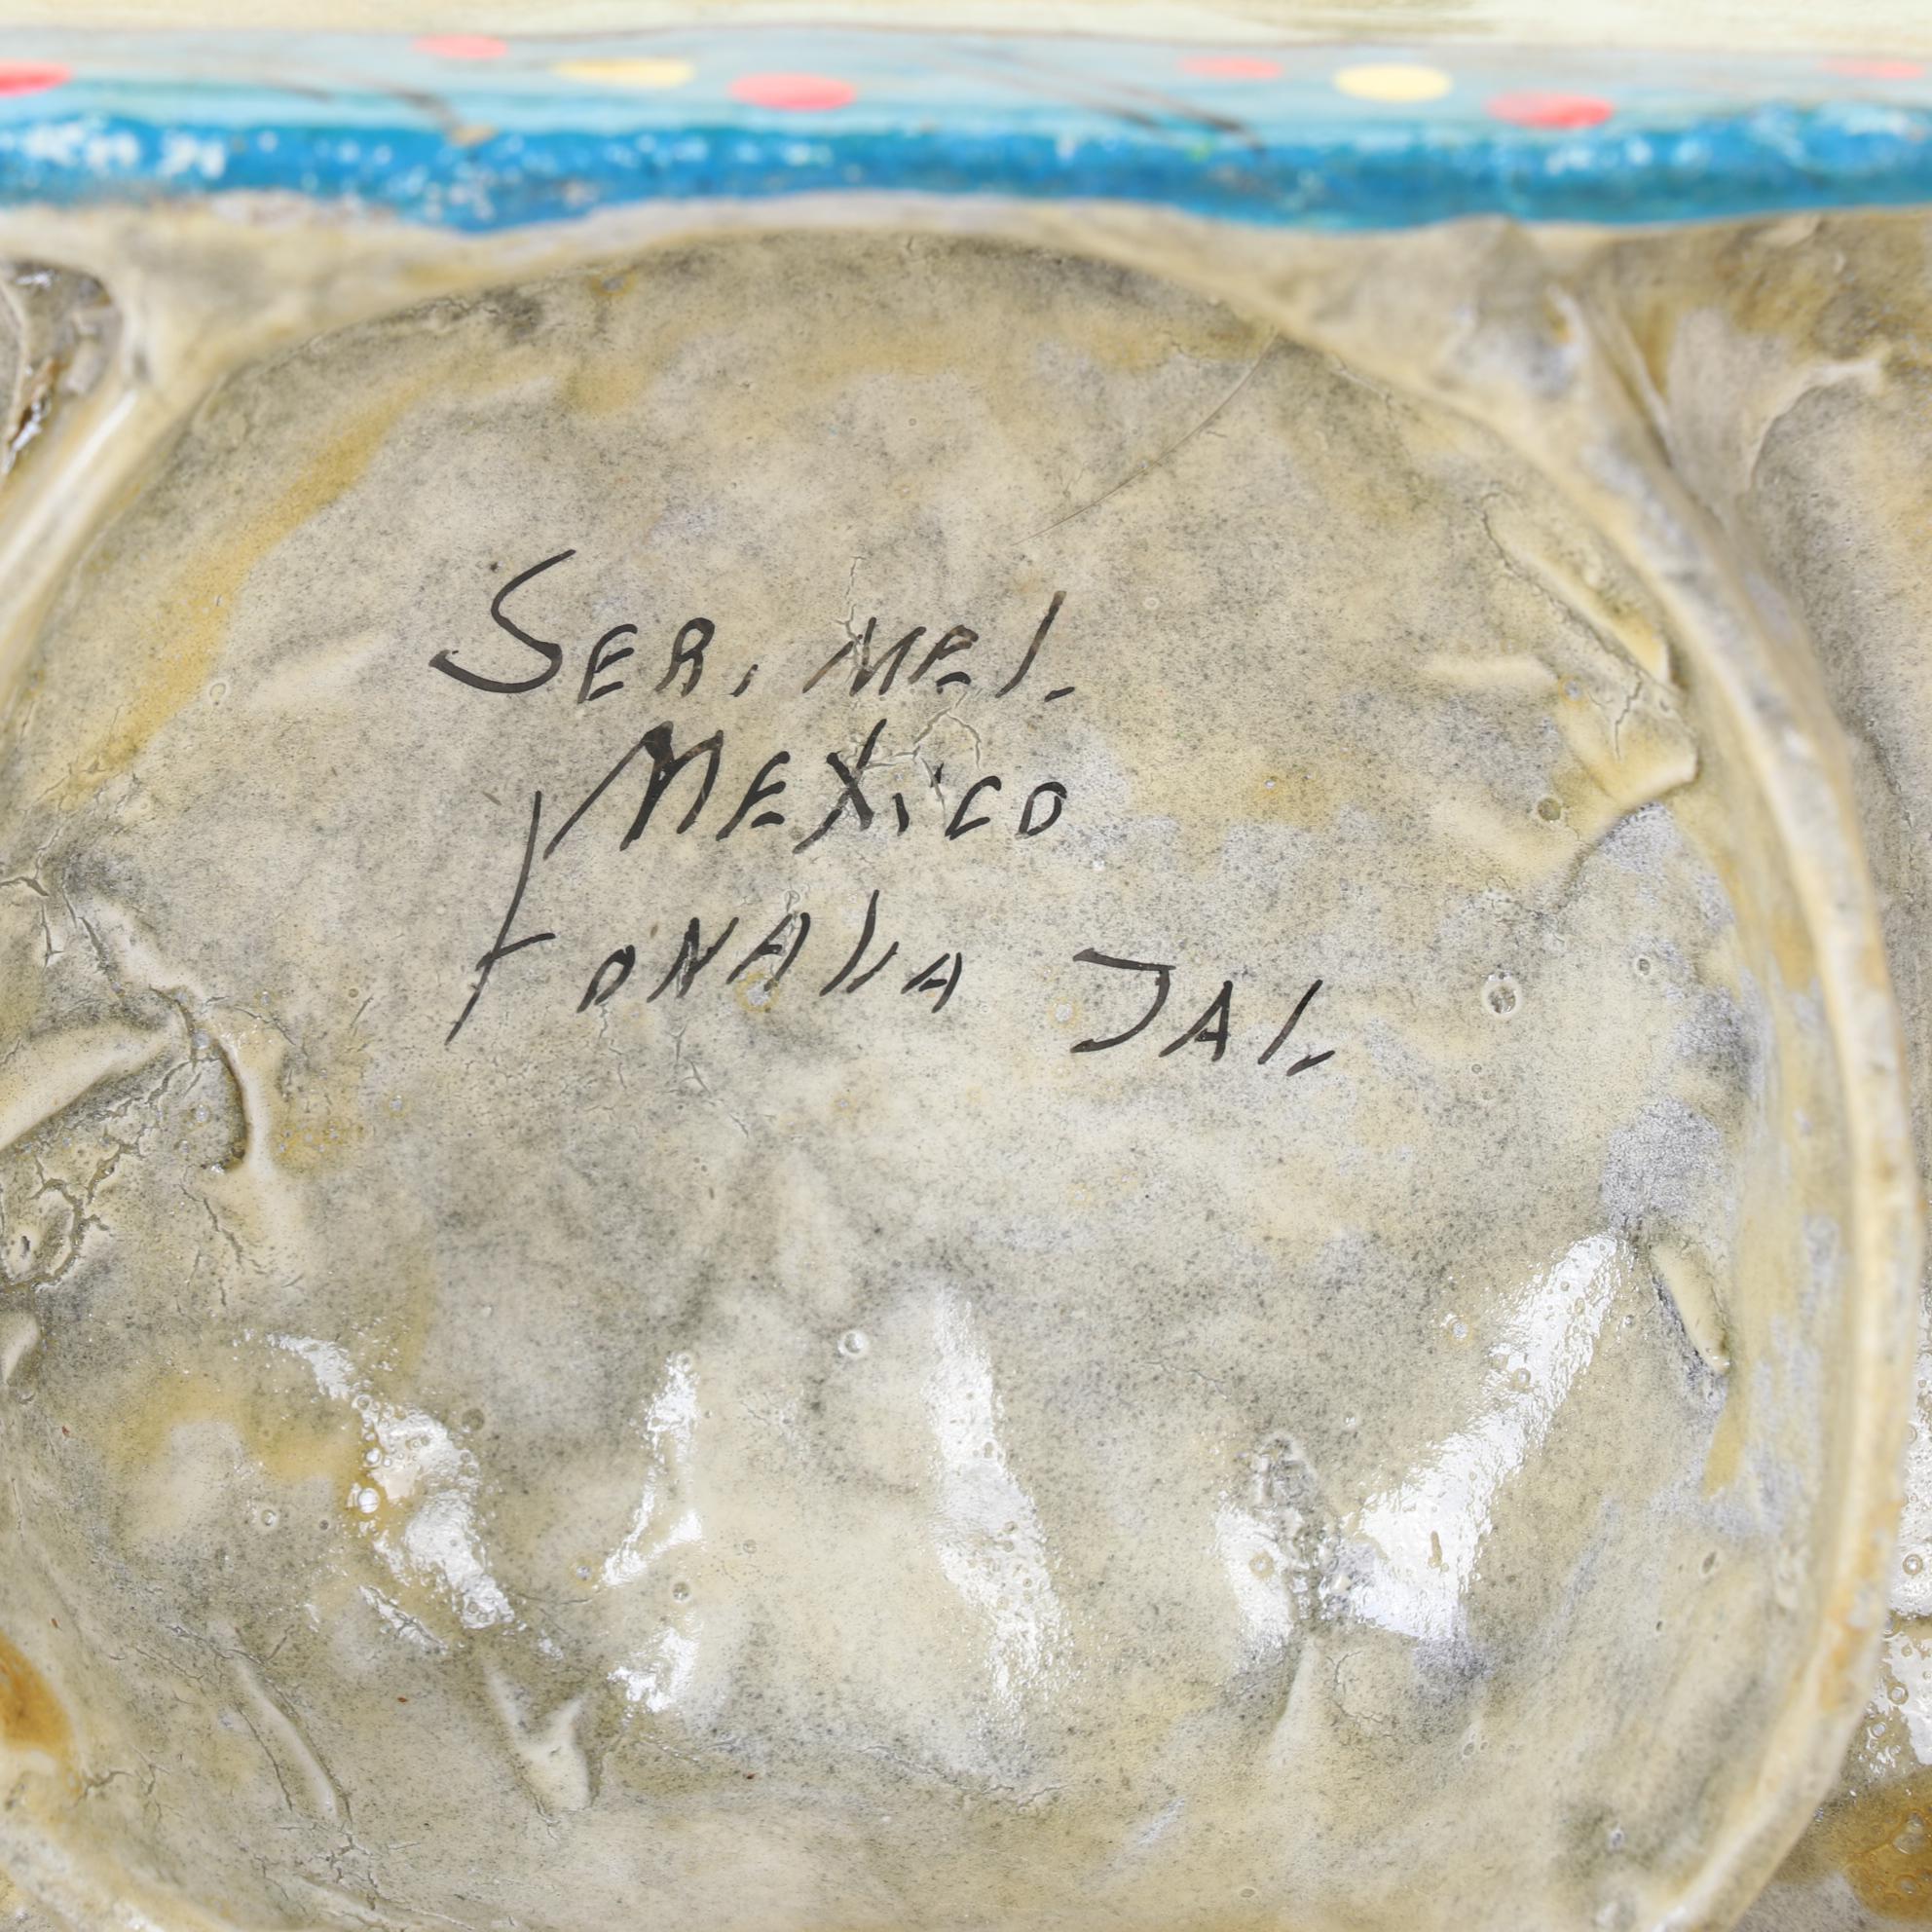 SER. MEL.
MEXICO
TONALA JAL.